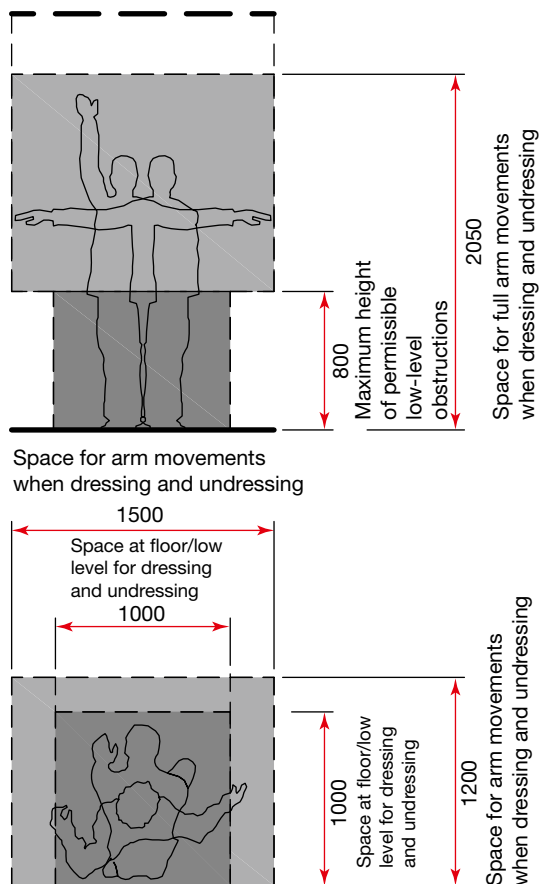 800
Maximum height
of permissible
low-level
obstructions
2050
Space for full arm movements
when dressing and undressing
Space for arm movements
when dressing and undressing
1500
Space at floor/low
level for dressing
and undressing
1000
1000
Space at floor/low
level for dressing
and undressing
1200
Space for arm movements
when dressing and undressing